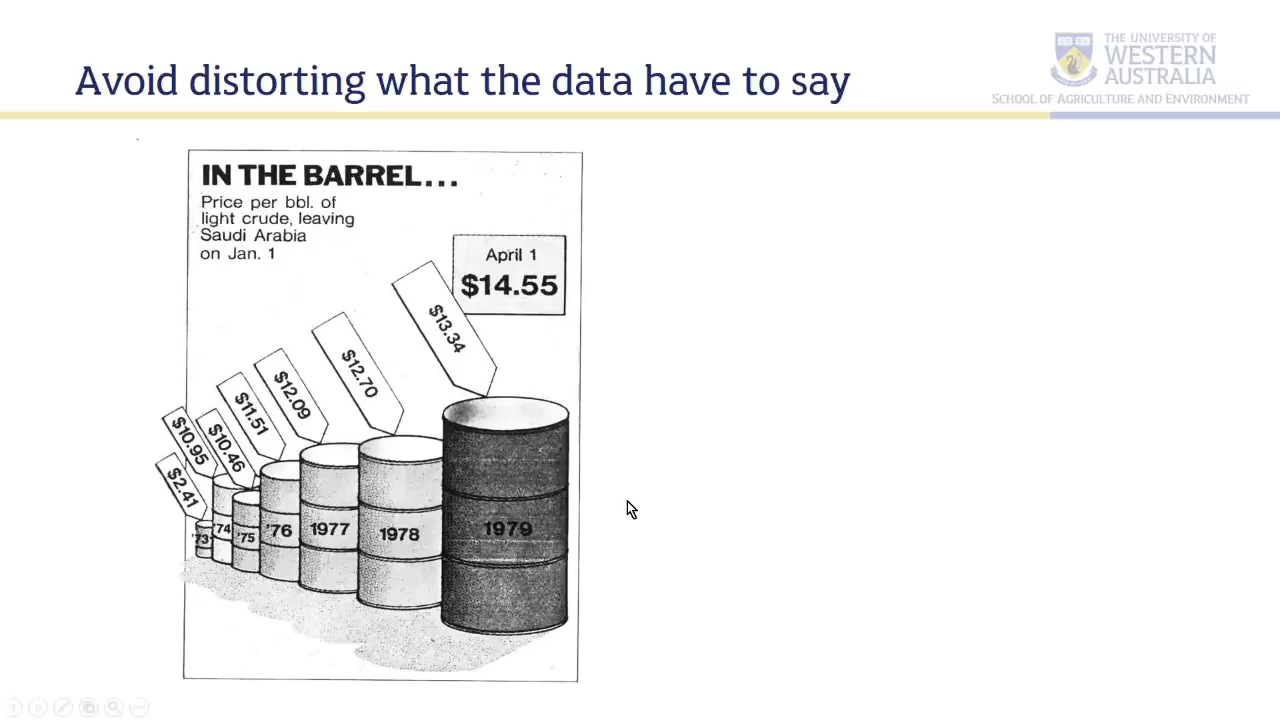 Avoid distorting what the data have to say
THE UNIVERSITY OF
WESTERN
AUSTRALIA
SCHOOL OF AGRICULTURE AND ENVIRONMENT
IN THE BARREL...
Price per bbl. of
light crude, leaving
Saudi Arabia
on Jan. 1
April 1
$14.55
$13.34
$12.70
$12.09
$11.51
$10.46
$10.95
$2.41
'73
'74
'75
'76
1977
1978
1979